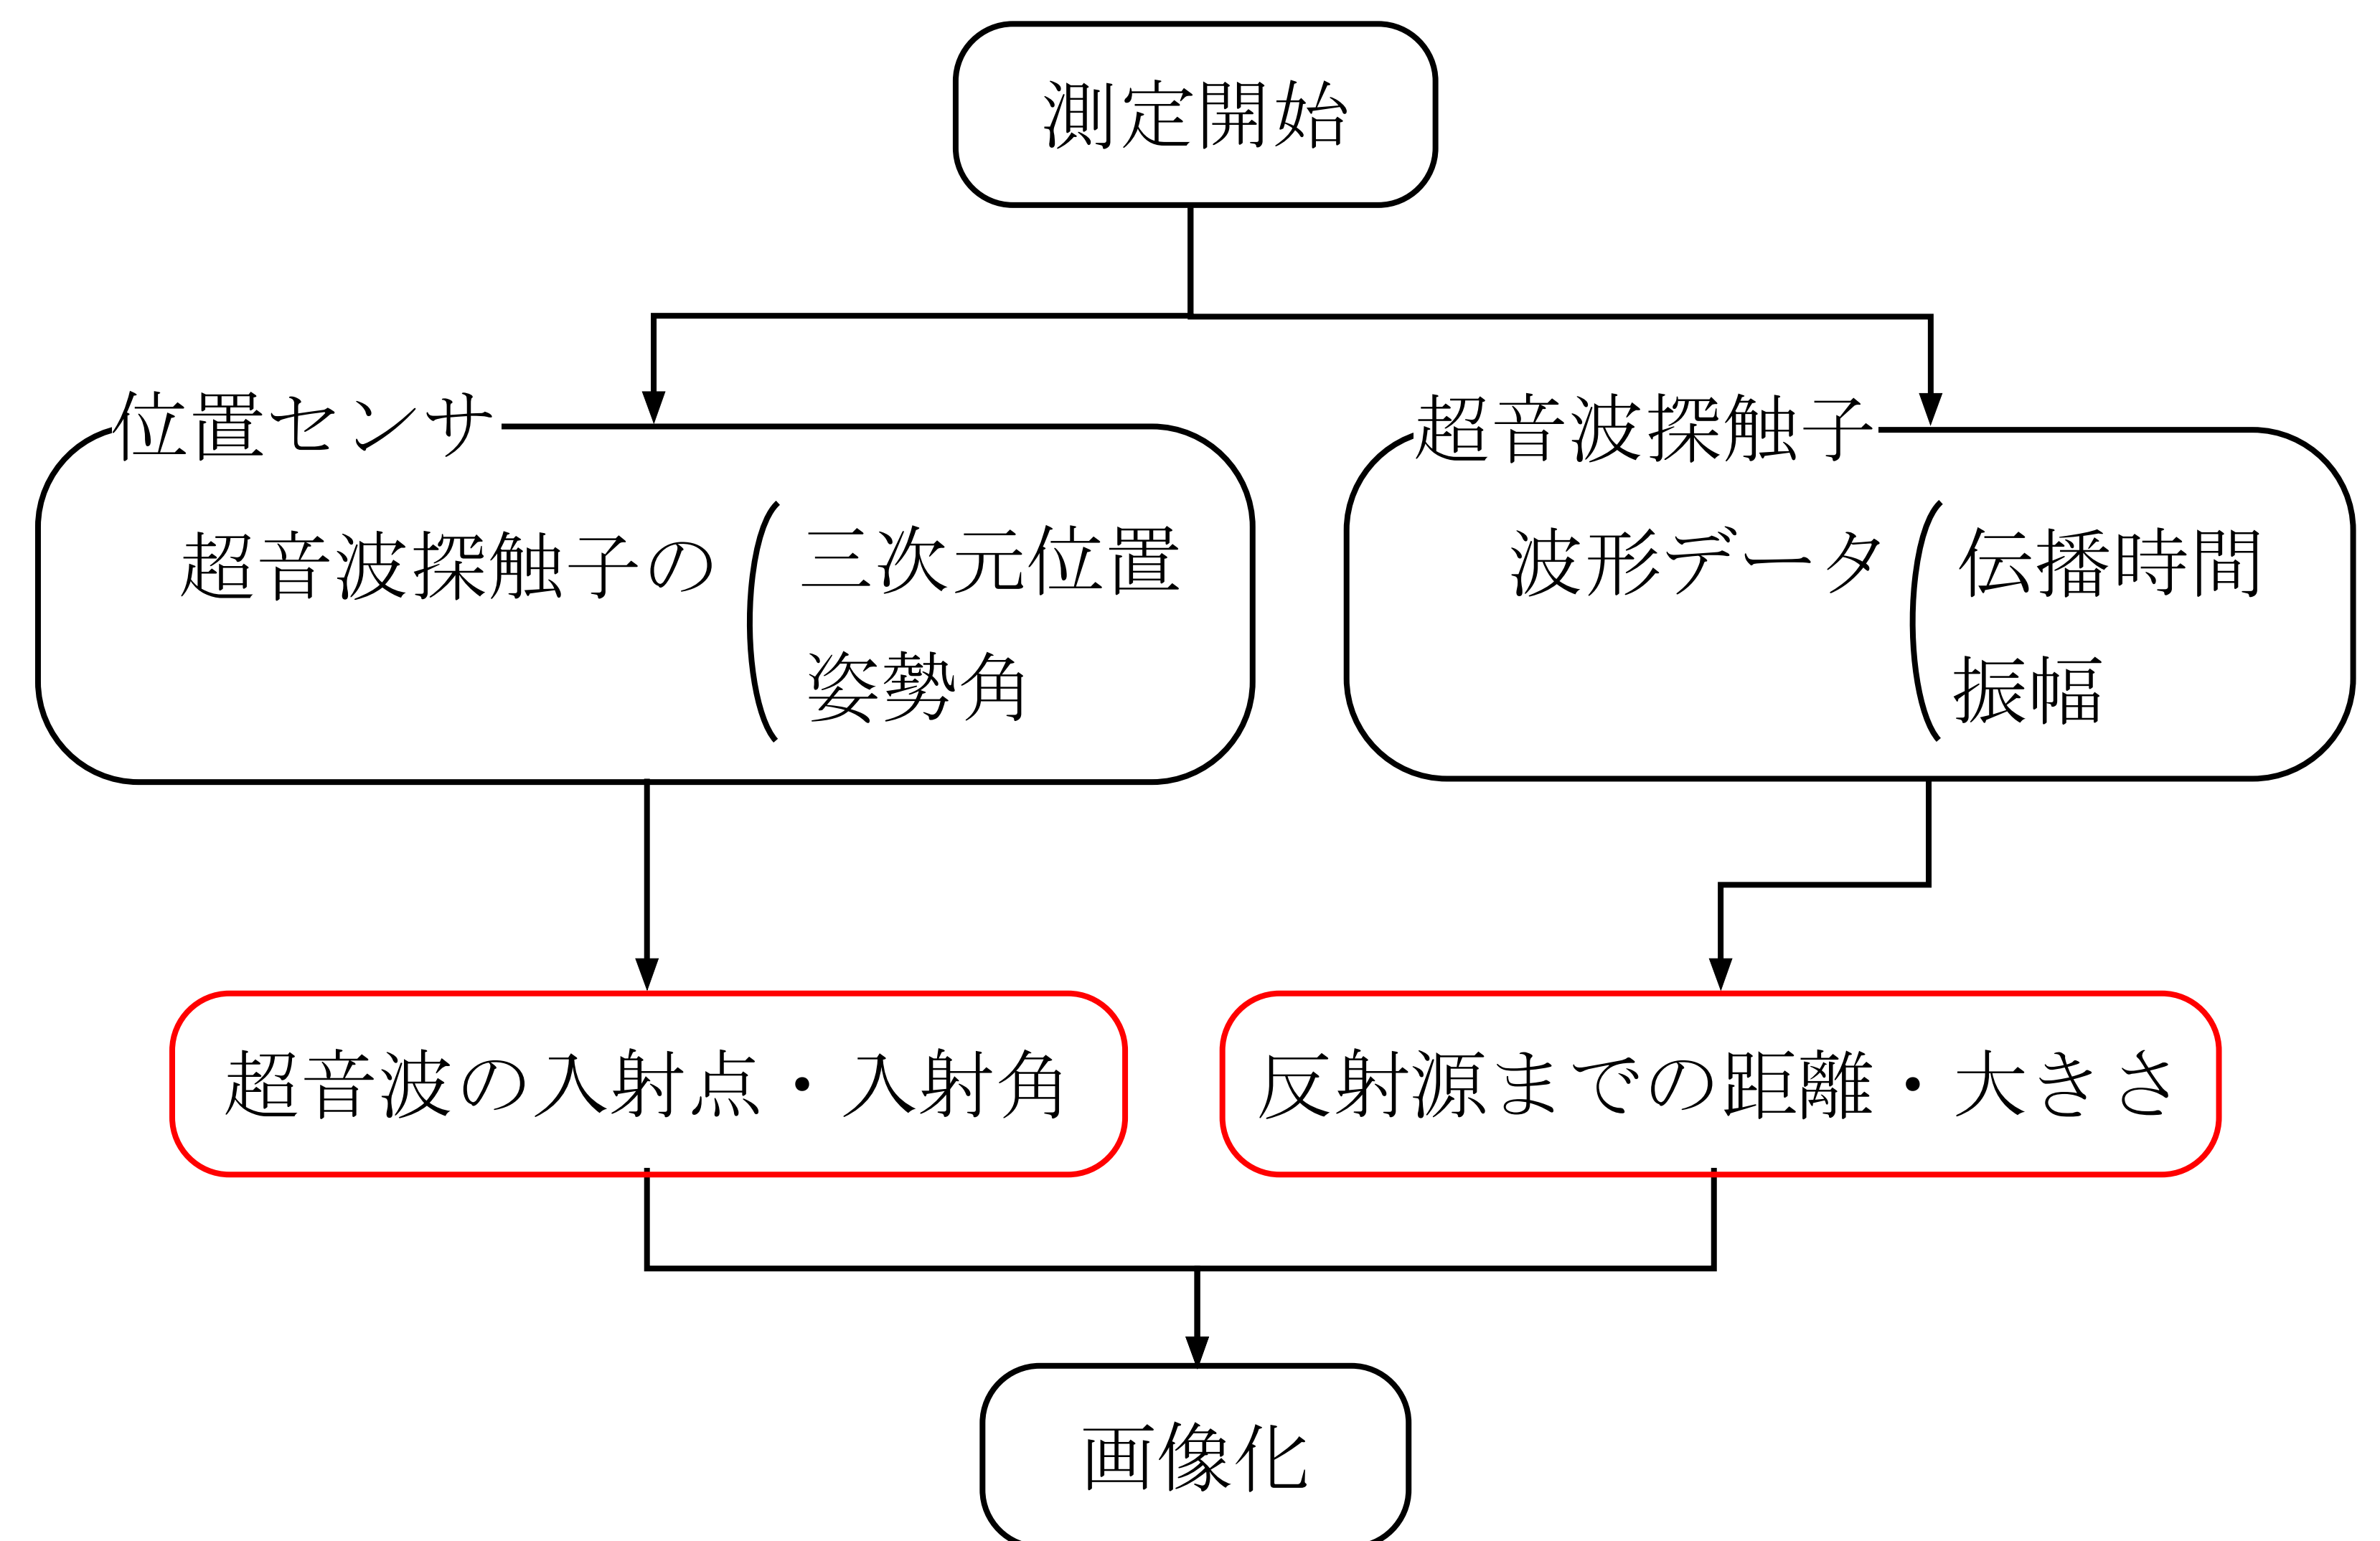 測定開始
位置センサ
超音波探触子の
三次元位置
姿勢角
超音波探触子
波形データ
伝播時間
振幅
超音波の入射点・入射角
反射源までの距離・大きさ
画像化